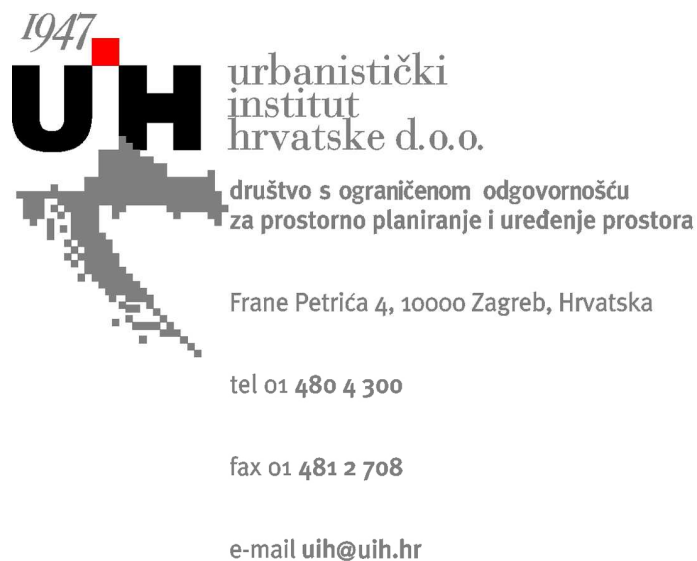 1947
UIH
urbanistički
institut
hrvatske d.o.o.
društvo s ograničenom odgovornošću
za prostorno planiranje i uređenje prostora
Frane Petrića 4, 10000 Zagreb, Hrvatska
tel 01 480 4 300
fax 01 481 2 708
e-mail uih@uih.hr